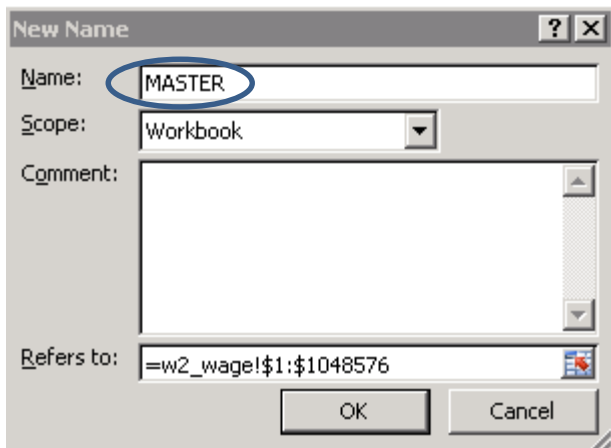 New Name
Name: MASTER
Scope: Workbook
Comment:
Refers to: =w2_wage!$1:$1048576
OK Cancel